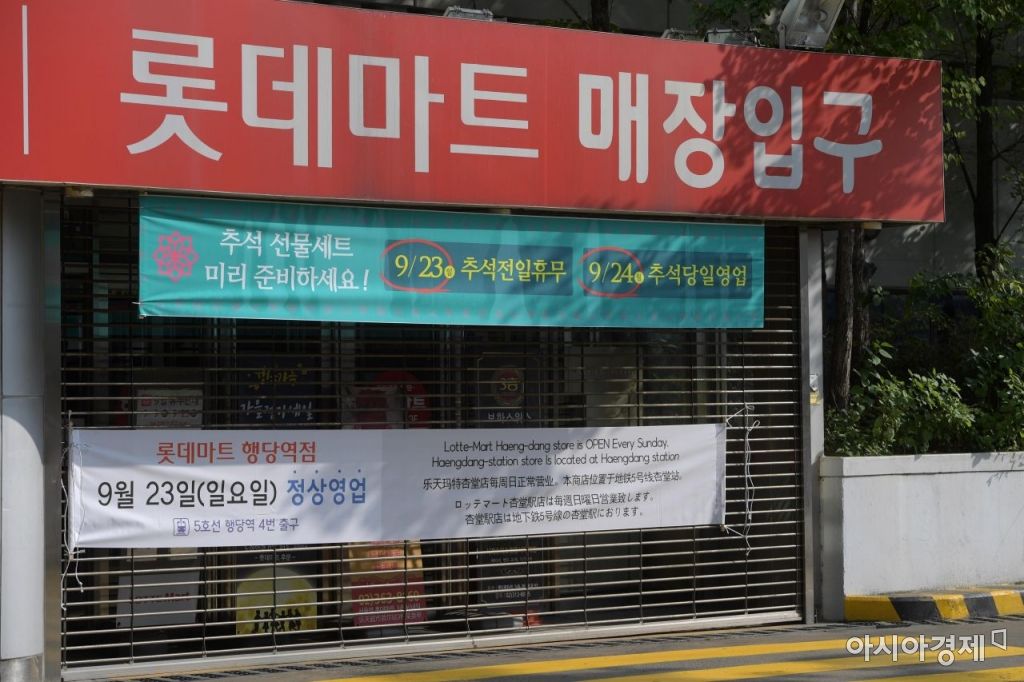 롯데마트 매장입구
추석 선물세트
미리 준비하세요!
9/23일 추석전일휴무
9/24월 추석당일영업
롯데마트 행당역점
9월 23일(일요일) 정상영업
5호선 행당역 4번 출구
Lotte-Mart Haeng-dang store is OPEN Every Sunday.
Haengdang-station store is located at Haengdang station
乐天玛特杏堂店每周日正常营业。本商店位于地铁5号线杏堂站。
ロッテマート杏堂駅店は毎週日曜日営業致します。
杏堂駅店は地下鉄5号線の杏堂駅におります。
아시아경제